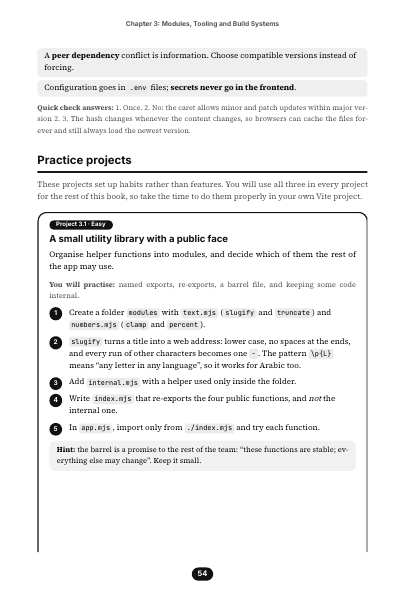 Chapter 3: Modules, Tooling and Build Systems
A peer dependency conflict is information. Choose compatible versions instead of
forcing.
Configuration goes in .env files; secrets never go in the frontend.
Quick check answers: 1. Once. 2. No: the caret allows minor and patch updates within major ver-
sion 2. 3. The hash changes whenever the content changes, so browsers can cache the files for-
ever and still always load the newest version.
Practice projects
These projects set up habits rather than features. You will use all three in every project
for the rest of this book, so take the time to do them properly in your own Vite project.
Project 3.1 · Easy
A small utility library with a public face
Organise helper functions into modules, and decide which of them the rest of
the app may use.
You will practise: named exports, re-exports, a barrel file, and keeping some code
internal.
1 Create a folder modules with text.mjs (slugify and truncate) and
numbers.mjs (clamp and percent).
2 slugify turns a title into a web address: lower case, no spaces at the ends,
and every run of other characters becomes one -. The pattern \p{L}
means “any letter in any language”, so it works for Arabic too.
3 Add internal.mjs with a helper used only inside the folder.
4 Write index.mjs that re-exports the four public functions, and not the
internal one.
5 In app.mjs, import only from ./index.mjs and try each function.
Hint: the barrel is a promise to the rest of the team: “these functions are stable; ev-
erything else may change”. Keep it small.
54